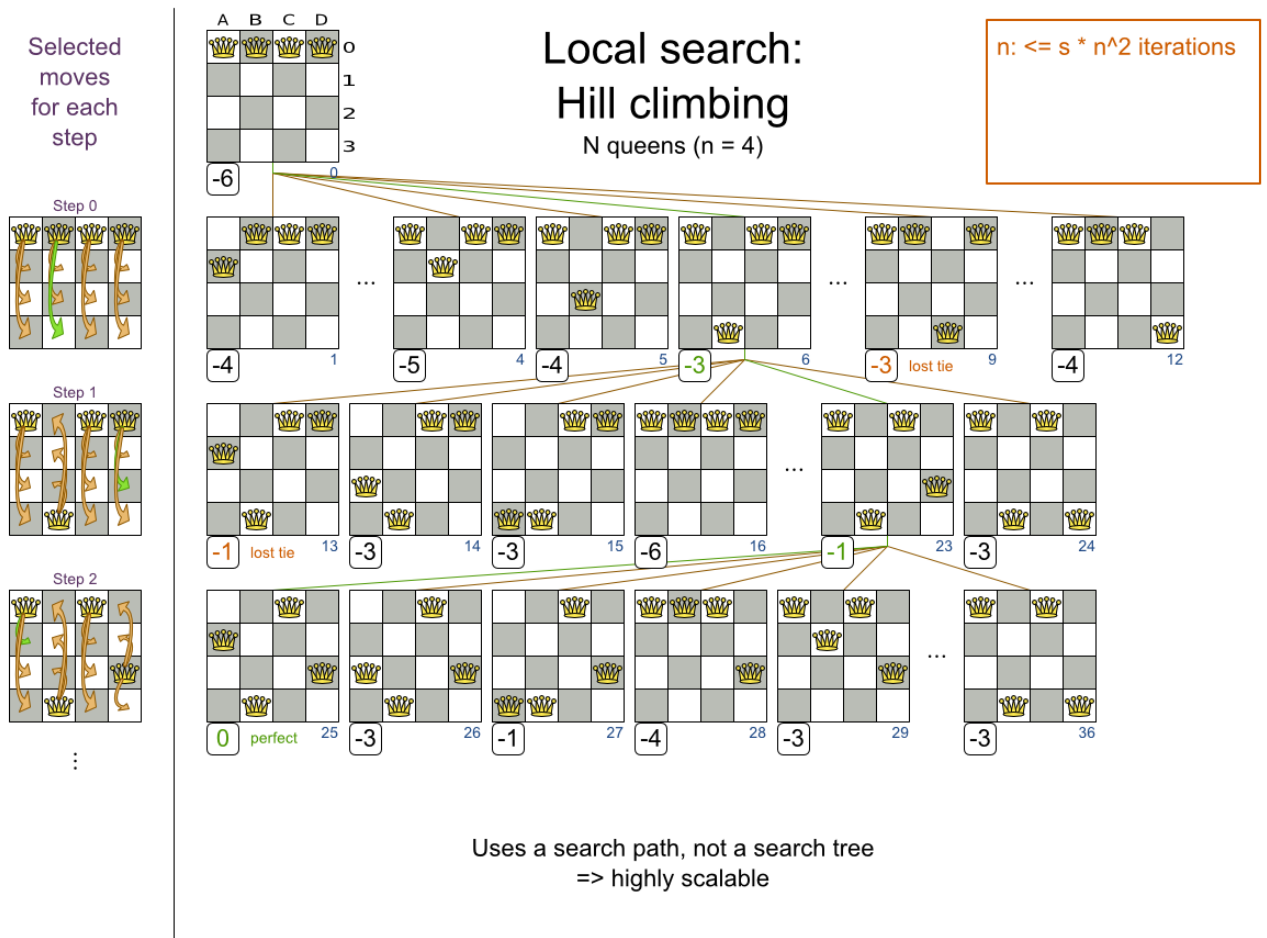 Selected
moves
for each
step
A B C D
0
1
2
3
-6
0
Local search:
Hill climbing
N queens (n = 4)
n: <= s * n^2 iterations
Step 0
...
...
...
-4
1
-5
4
-4
5
-3
6
-3
lost tie
9
-4
12
Step 1
...
-1
lost tie
13
-3
14
-3
15
-6
16
-1
23
-3
24
Step 2
...
0
perfect
25
-3
26
-1
27
-4
28
-3
29
-3
36
...
Uses a search path, not a search tree
=> highly scalable